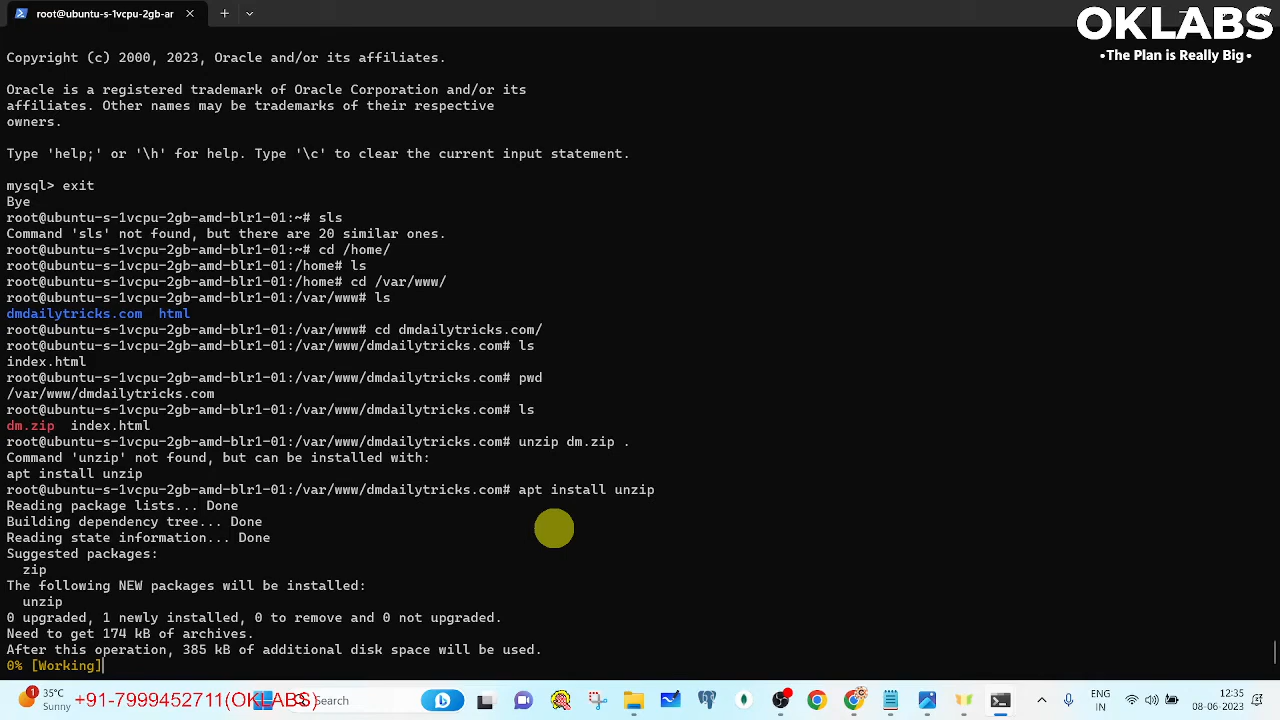 root@ubuntu-s-1vcpu-2gb-ar
OKLABS
•The Plan is Really Big•
Copyright (c) 2000, 2023, Oracle and/or its affiliates.
Oracle is a registered trademark of Oracle Corporation and/or its
affiliates. Other names may be trademarks of their respective
owners.
Type 'help;' or '\h' for help. Type '\c' to clear the current input statement.
mysql> exit
Bye
root@ubuntu-s-1vcpu-2gb-amd-blr1-01:~# sls
Command 'sls' not found, but there are 20 similar ones.
root@ubuntu-s-1vcpu-2gb-amd-blr1-01:~# cd /home/
root@ubuntu-s-1vcpu-2gb-amd-blr1-01:/home# ls
root@ubuntu-s-1vcpu-2gb-amd-blr1-01:/home# cd /var/www/
root@ubuntu-s-1vcpu-2gb-amd-blr1-01:/var/www# ls
dmdailytricks.com  html
root@ubuntu-s-1vcpu-2gb-amd-blr1-01:/var/www# cd dmdailytricks.com/
root@ubuntu-s-1vcpu-2gb-amd-blr1-01:/var/www/dmdailytricks.com# ls
index.html
root@ubuntu-s-1vcpu-2gb-amd-blr1-01:/var/www/dmdailytricks.com# pwd
/var/www/dmdailytricks.com
root@ubuntu-s-1vcpu-2gb-amd-blr1-01:/var/www/dmdailytricks.com# ls
dm.zip  index.html
root@ubuntu-s-1vcpu-2gb-amd-blr1-01:/var/www/dmdailytricks.com# unzip dm.zip .
Command 'unzip' not found, but can be installed with:
apt install unzip
root@ubuntu-s-1vcpu-2gb-amd-blr1-01:/var/www/dmdailytricks.com# apt install unzip
Reading package lists... Done
Building dependency tree... Done
Reading state information... Done
Suggested packages:
  zip
The following NEW packages will be installed:
  unzip
0 upgraded, 1 newly installed, 0 to remove and 0 not upgraded.
Need to get 174 kB of archives.
After this operation, 385 kB of additional disk space will be used.
0% [Working]
1
35°C
Sunny
+91-7999452711(OKLABS)
Search
ENG
IN
12:35
08-06-2023